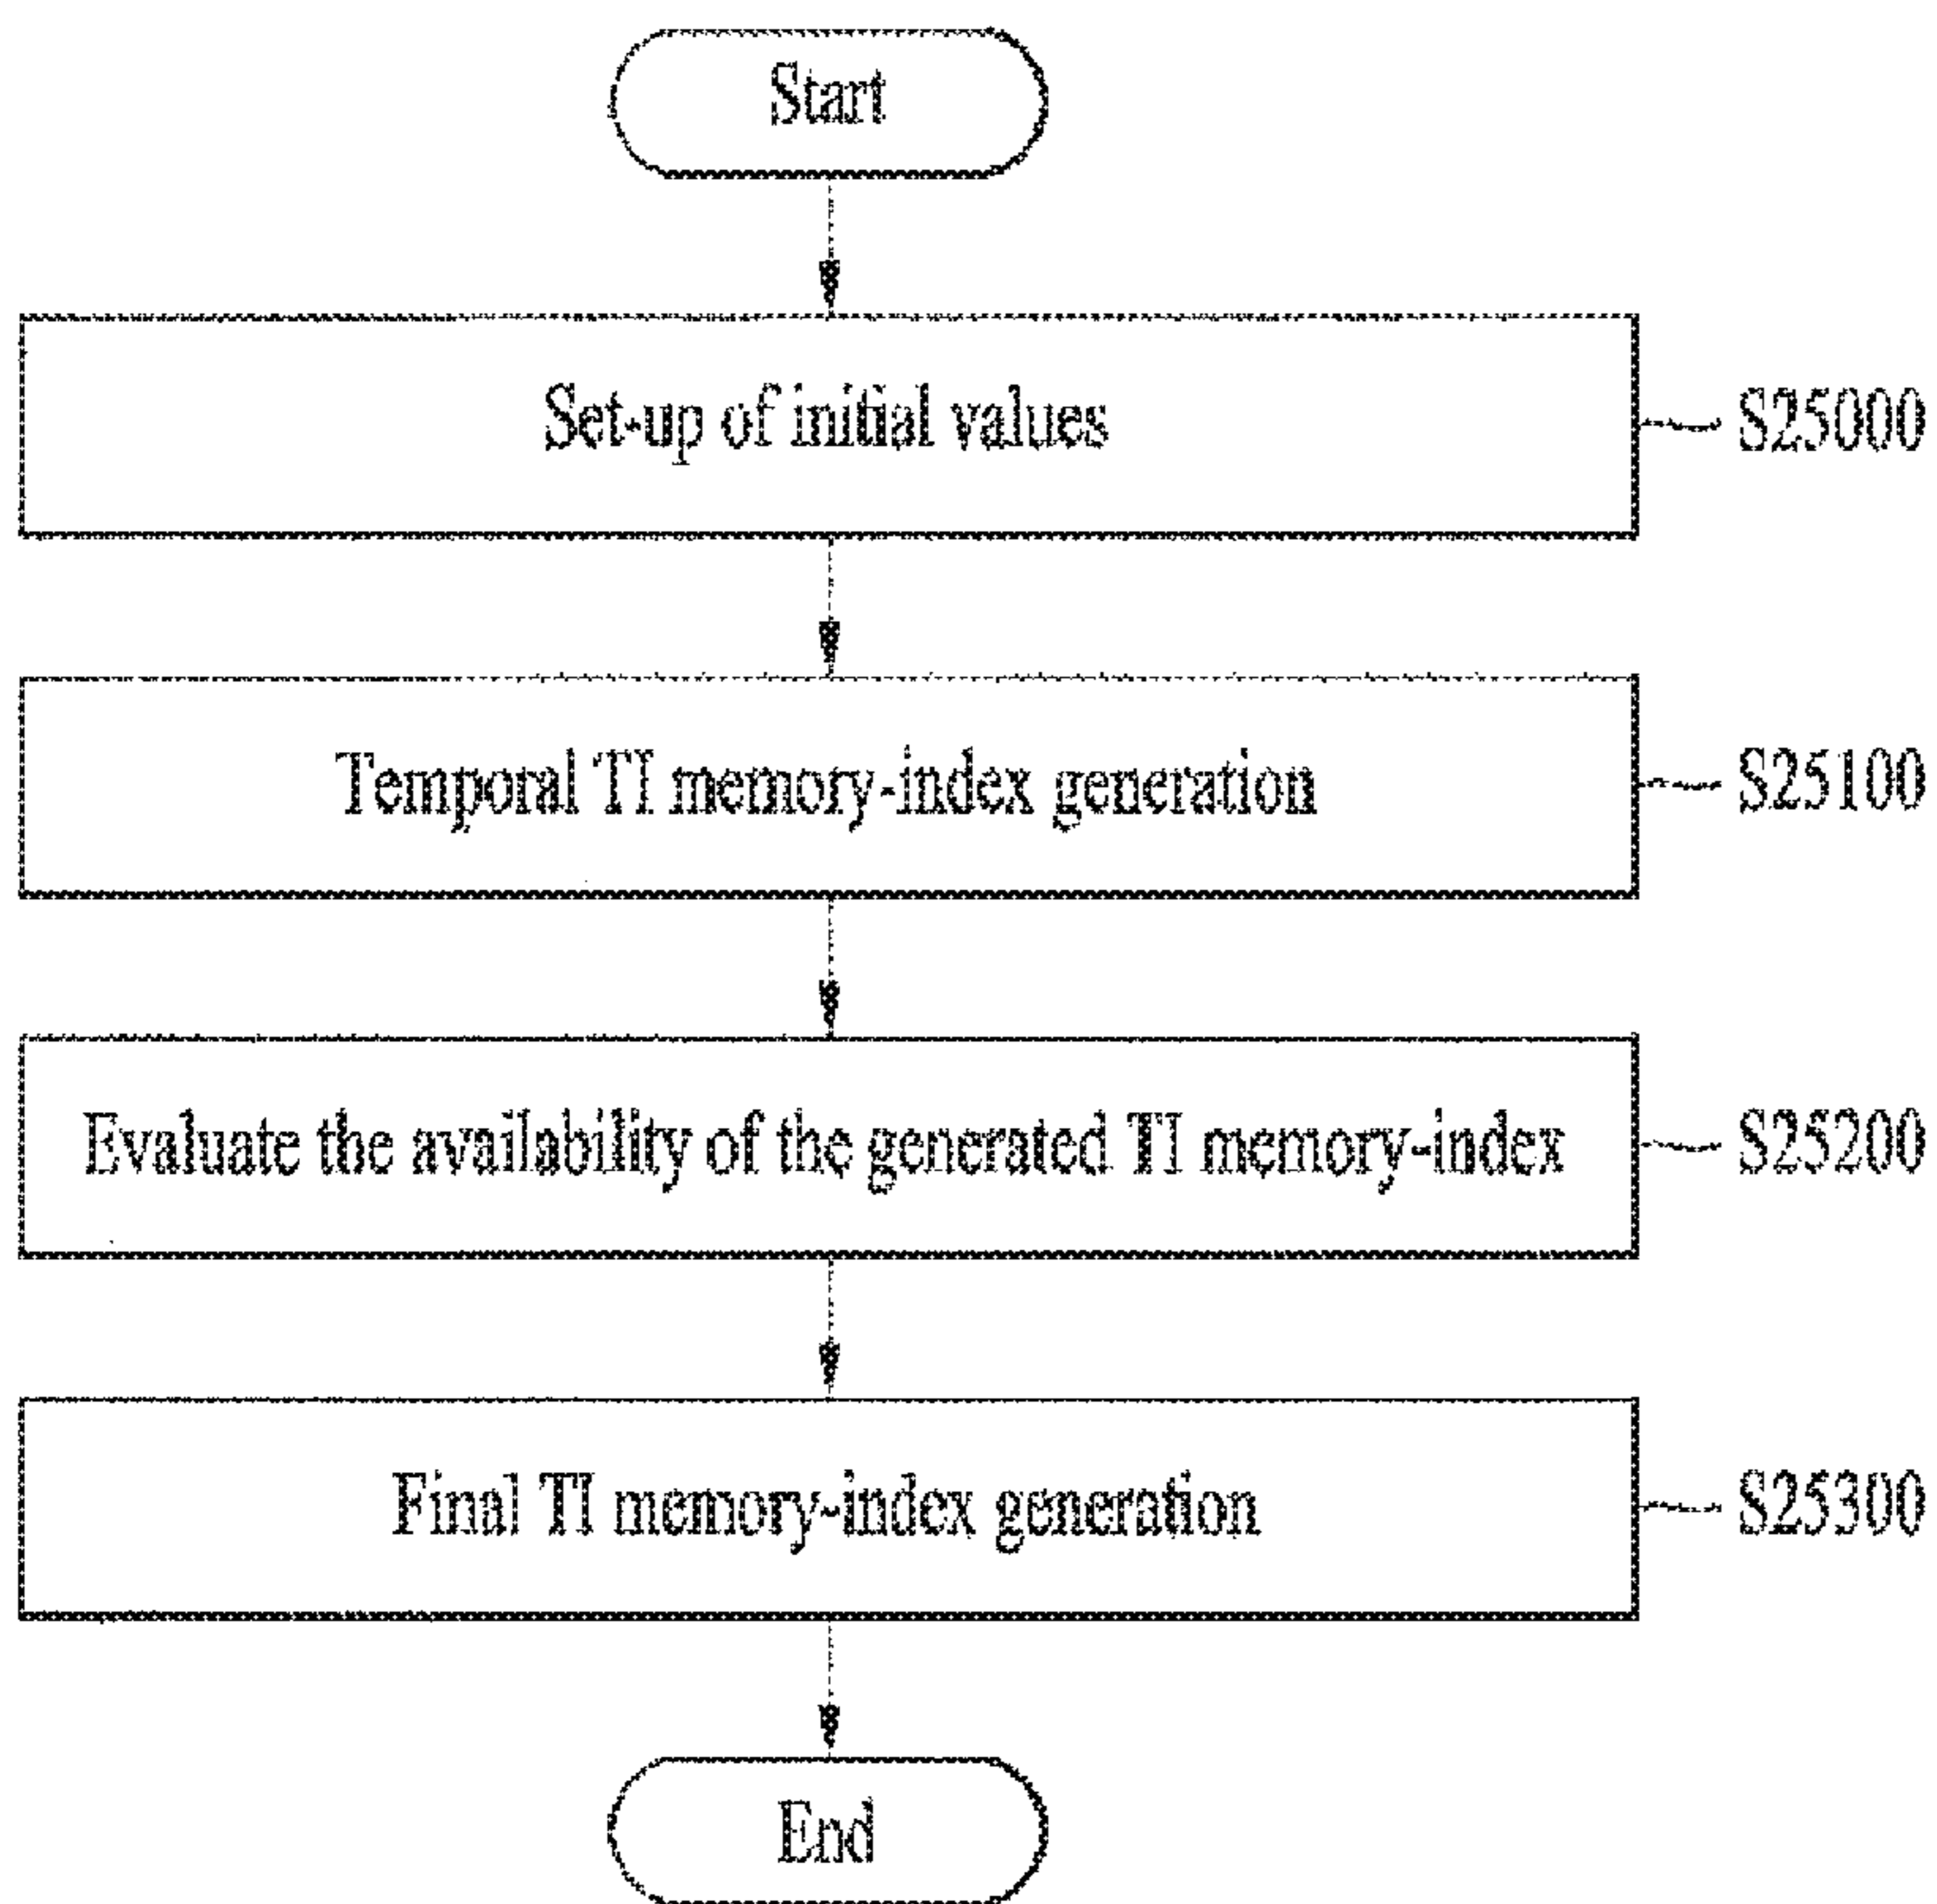 Start
Set-up of initial values
S25000
Temporal TI memory-index generation
S25100
Evaluate the availability of the generated TI memory-index
S25200
Final TI memory-index generation
S25300
End